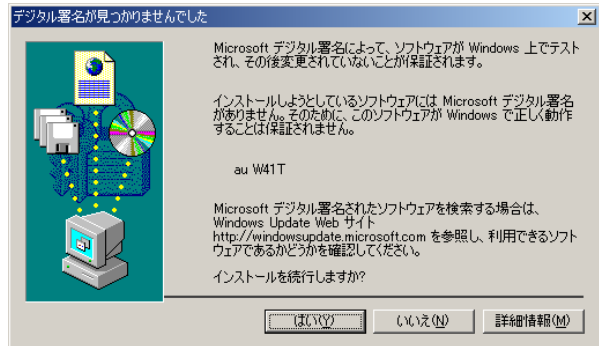 デジタル署名が見つかりませんでした
Microsoft デジタル署名によって、ソフトウェアが Windows 上でテスト
され、その後変更されていないことが保証されます。
インストールしようとしているソフトウェアには Microsoft デジタル署名
がありません。そのために、このソフトウェアが Windows で正しく動作
することは保証されません。
au W41T
Microsoft デジタル署名されたソフトウェアを検索する場合は、
Windows Update Web サイト
http://windowsupdate.microsoft.com を参照し、利用できるソフト
ウェアであるかどうかを確認してください。
インストールを続行しますか?
はい(Y)
いいえ(N)
詳細情報(M)